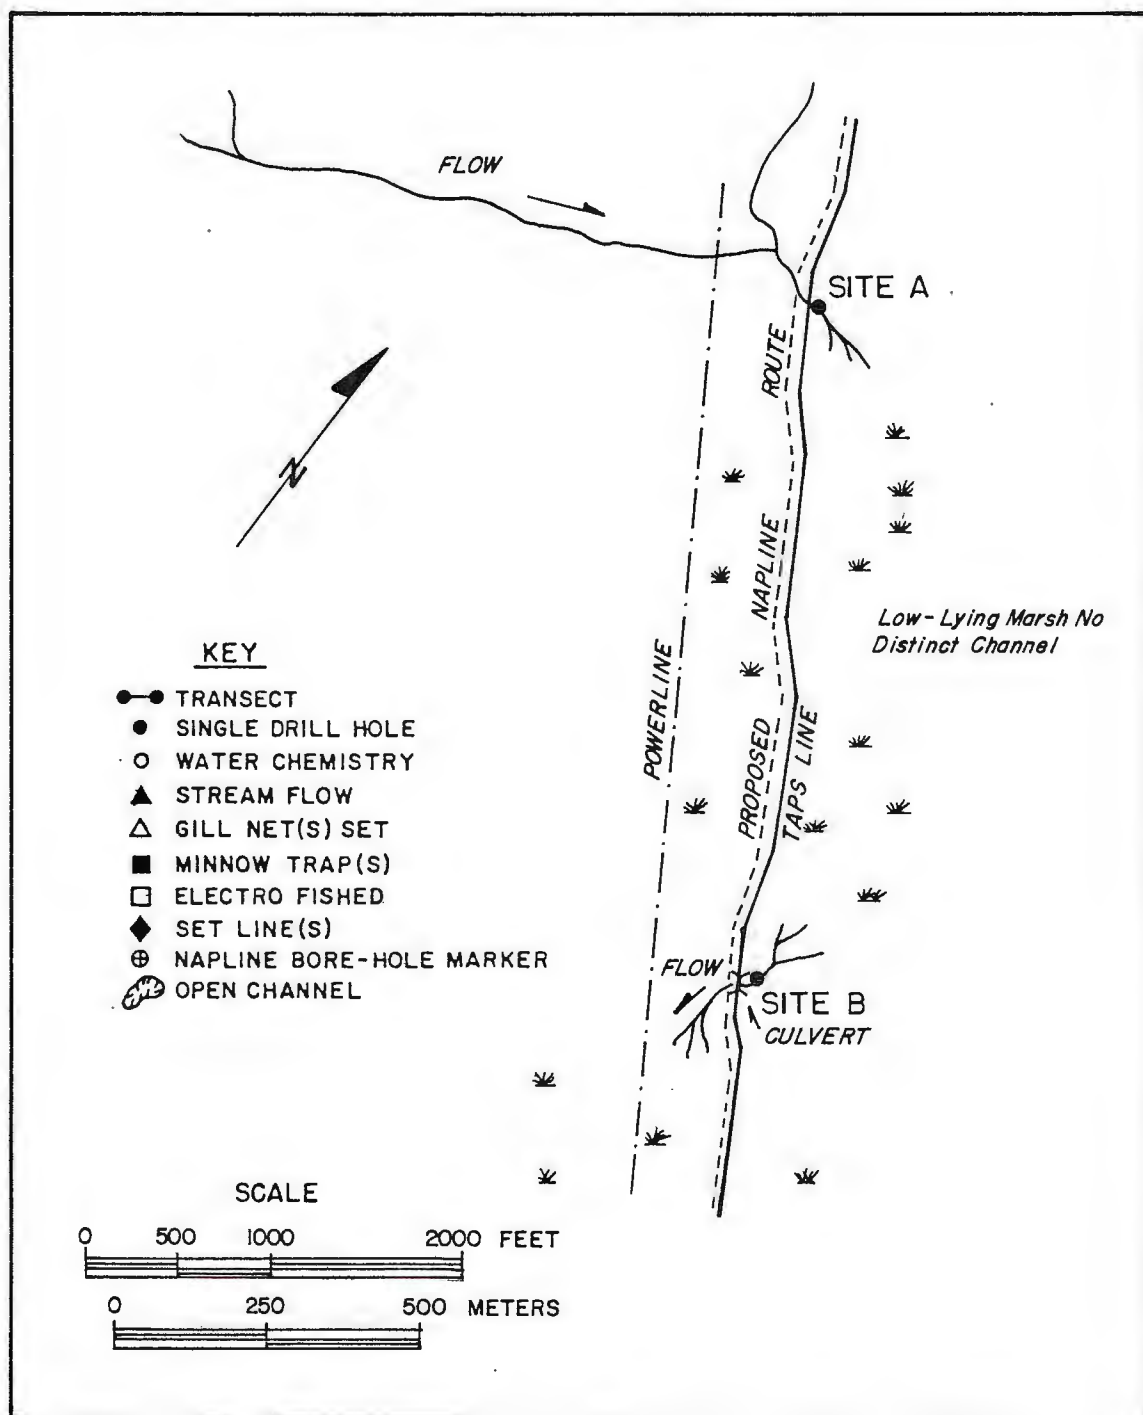 FLOW
SITE A
ROUTE
N
NAPLINE
Low-Lying Marsh No
Distinct Channel
POWERLINE
PROPOSED
TAPS LINE
KEY
TRANSECT
SINGLE DRILL HOLE
WATER CHEMISTRY
STREAM FLOW
GILL NET(S) SET
MINNOW TRAP(S)
ELECTRO FISHED
SET LINE(S)
NAPLINE BORE-HOLE MARKER
OPEN CHANNEL
FLOW
SITE B
CULVERT
SCALE
0 500 1000 2000 FEET
0 250 500 METERS